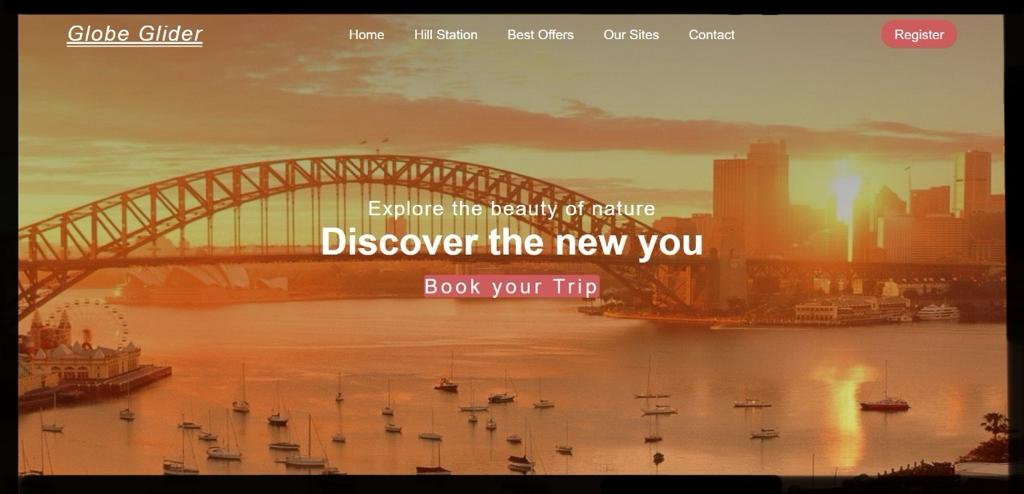 Globe Glider
Home Hill Station Best Offers Our Sites Contact Register
Explore the beauty of nature
Discover the new you
Book your Trip